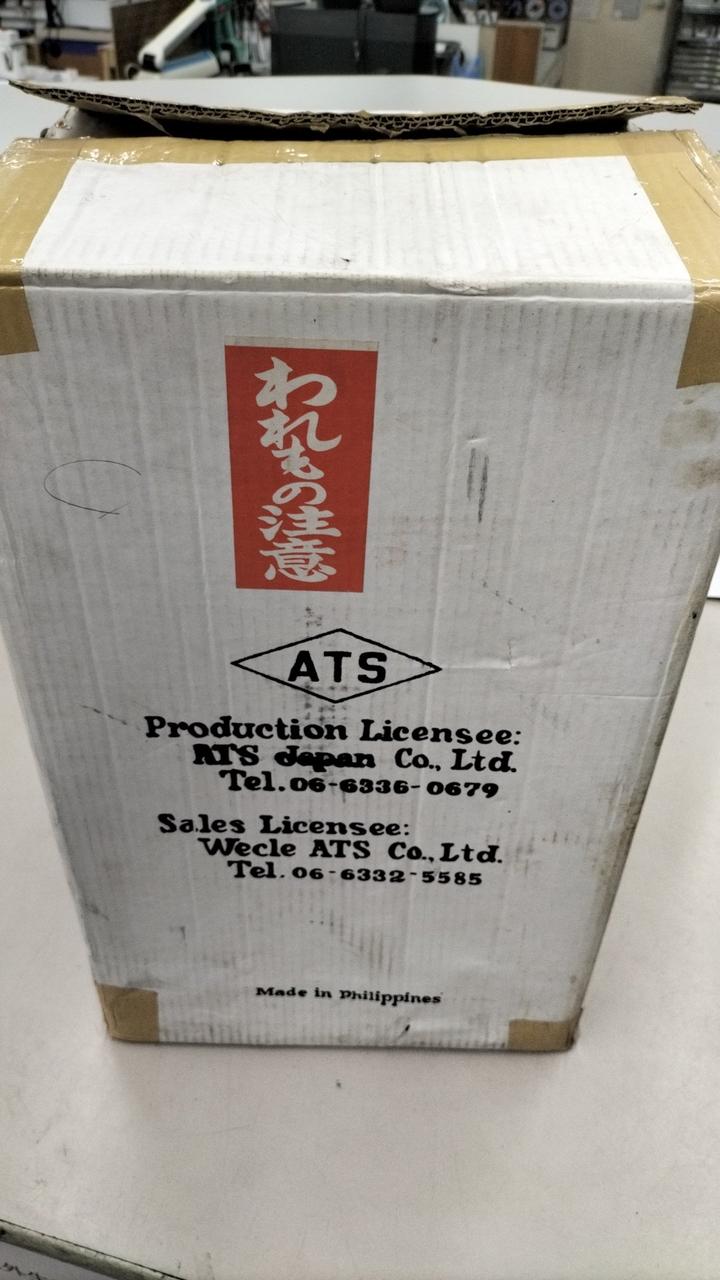 われもの注意
ATS
Production Licensee:
ATS Japan Co., Ltd.
Tel. 06-6336-0679
Sales Licensee:
Wecle ATS Co., Ltd.
Tel. 06-6332-5585
Made in Philippines